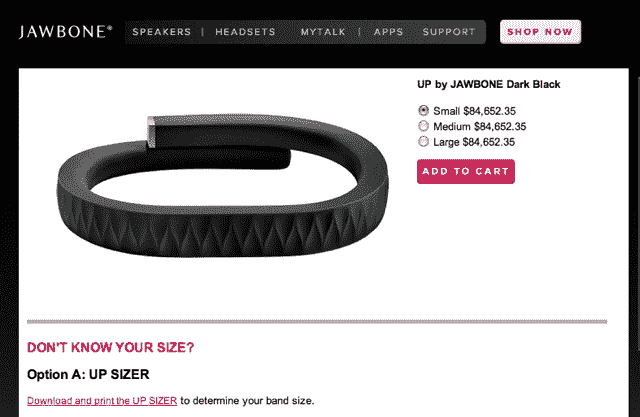 JAWBONE®
SPEAKERS | HEADSETS MYTALK | APPS SUPPORT SHOP NOW
UP by JAWBONE Dark Black
Small $84,652.35
Medium $84,652.35
Large $84,652.35
ADD TO CART
DON'T KNOW YOUR SIZE?
Option A: UP SIZER
Download and print the UP SIZER to determine your band size.